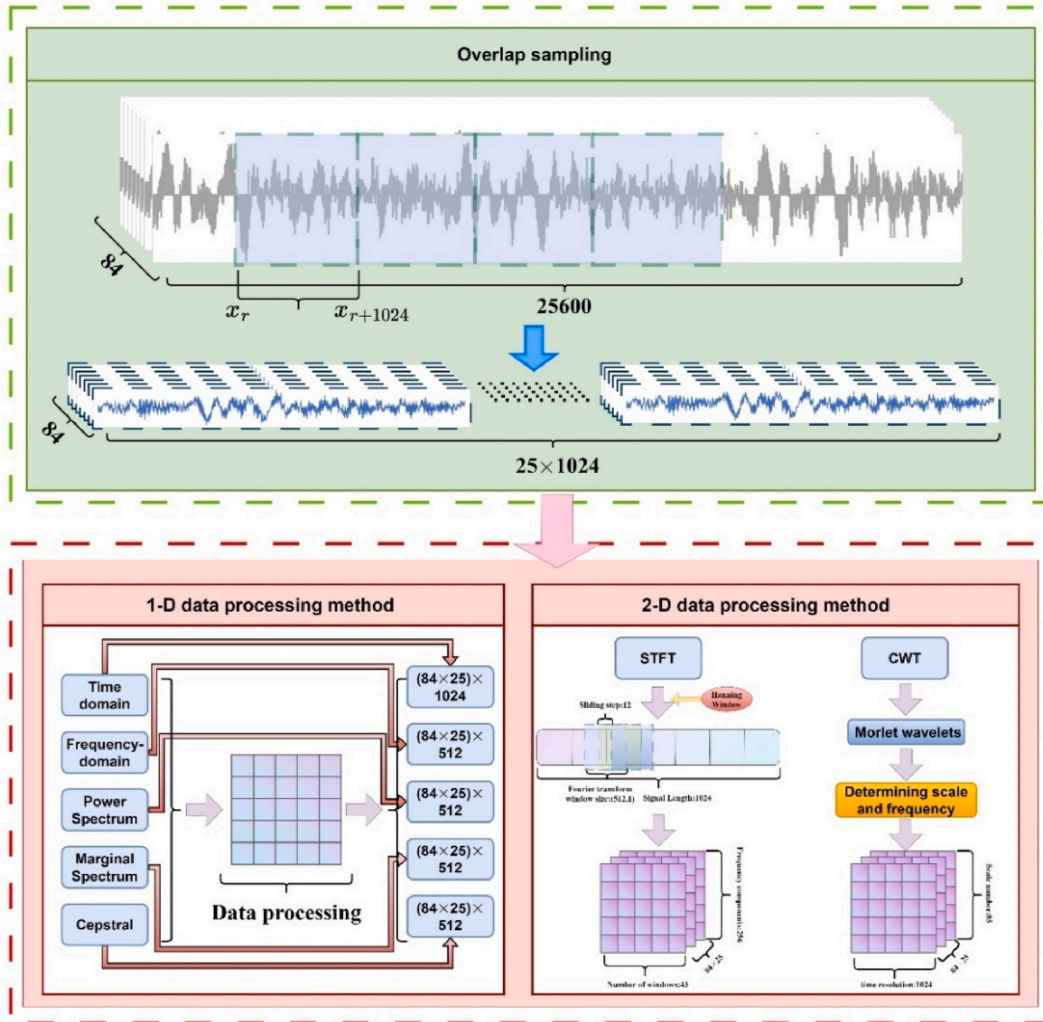 Overlap sampling
84
x_r
x_{r+1024}
25600
84
25×1024
1-D data processing method
Time
domain
Frequency-
domain
Power
Spectrum
Marginal
Spectrum
Cepstral
Data processing
(84×25)×
1024
(84×25)×
512
(84×25)×
512
(84×25)×
512
(84×25)×
512
2-D data processing method
STFT
Hanning
Window
Sliding step:12
Fourier transform
window size:(512,1)
Signal Length:1024
Frequency components:256
84×25
Number of windows:43
CWT
Morlet wavelets
Determining scale
and frequency
Scale number:85
84×25
time resolution:1024